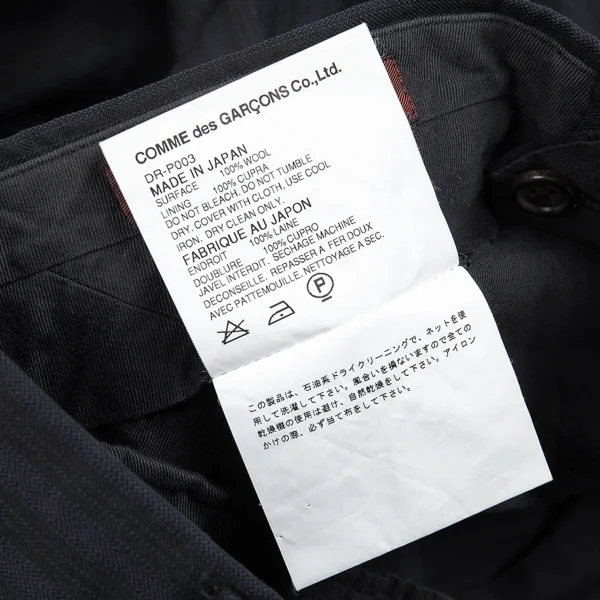 COMME des GARÇONS Co.,Ltd.
DR-P003
MADE IN JAPAN
SURFACE 100% WOOL
LINING 100% CUPRA
DO NOT BLEACH. DO NOT TUMBLE
DRY. COVER WITH CLOTH, USE COOL
IRON. DRY CLEAN ONLY.
FABRIQUE AU JAPON
ENDROIT 100% LAINE
DOUBLURE 100% CUPRO
JAVEL INTERDIT. SECHAGE MACHINE
DECONSEILLE. REPASSER A FER DOUX
AVEC PATTEMOUILLE. NETTOYAGE A SEC.
P
この製品は、石油系ドライクリーニングで、ネットを使
用して洗濯して下さい。風合いを損ないますので全ての
乾燥機の使用は避け、自然乾燥をして下さい。アイロン
かけの際、必ず当て布をして下さい。